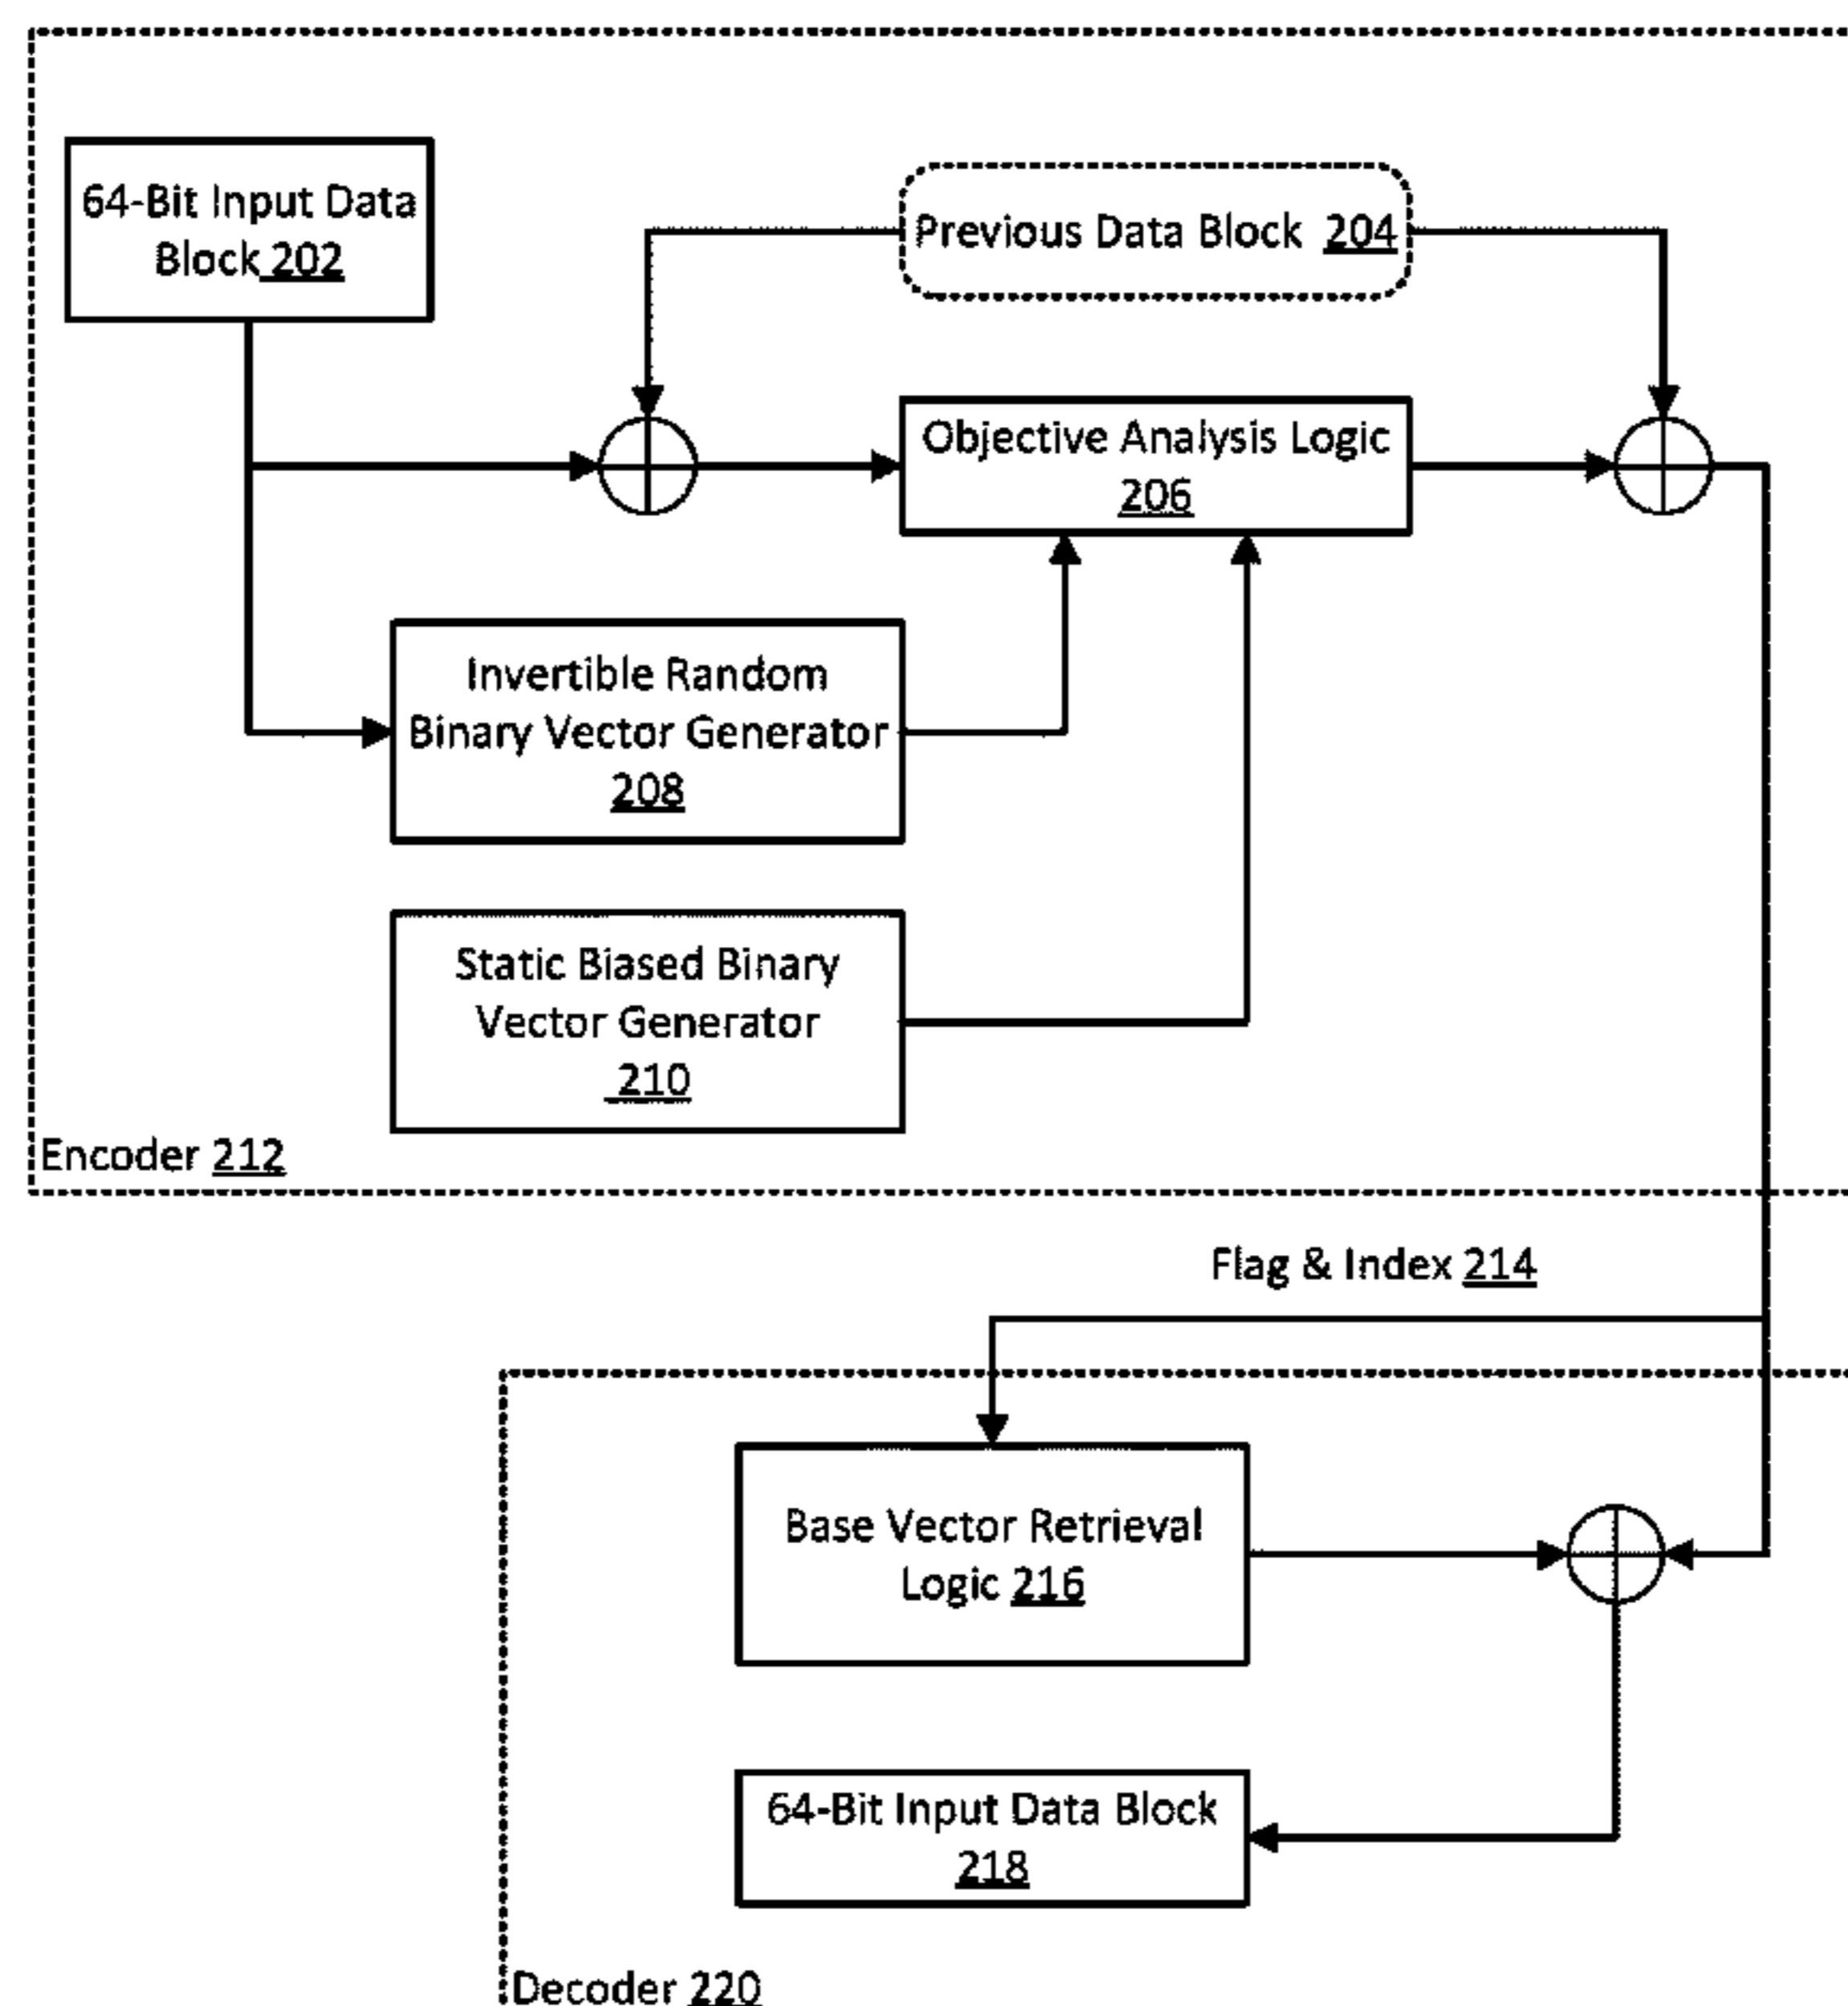 64-Bit Input Data
Block 202
Previous Data Block 204
Objective Analysis Logic
206
Invertible Random
Binary Vector Generator
208
Static Biased Binary
Vector Generator
210
Encoder 212
Flag & Index 214
Base Vector Retrieval
Logic 216
64-Bit Input Data Block
218
Decoder 220